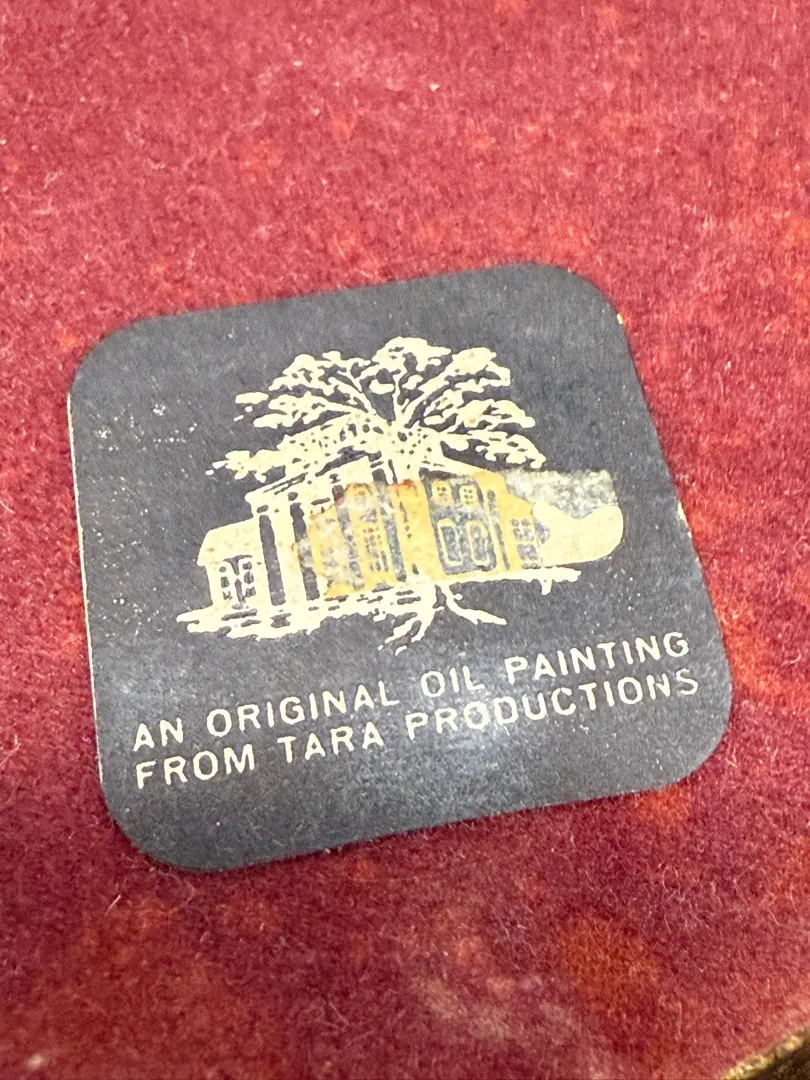 AN ORIGINAL OIL PAINTING
FROM TARA PRODUCTIONS